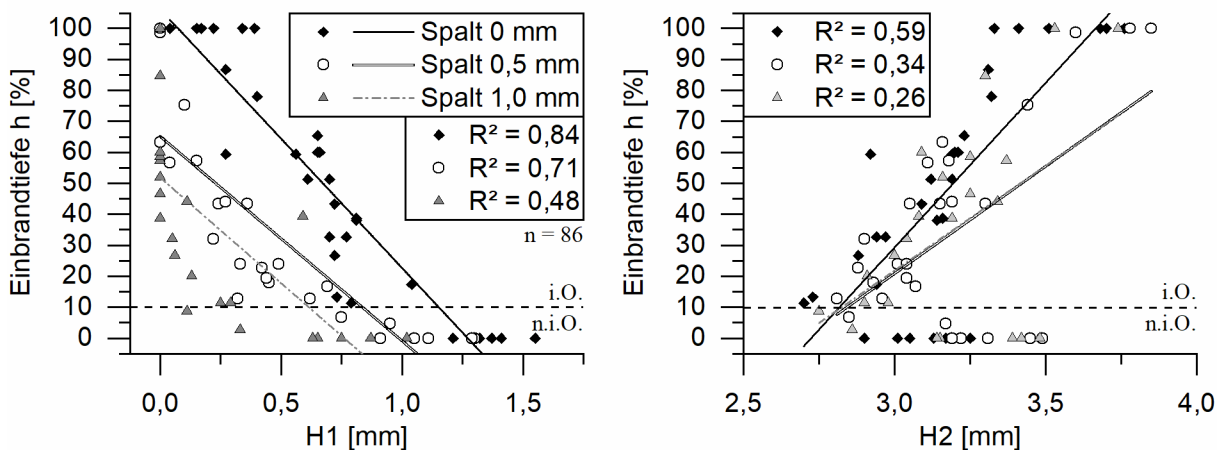 Einbrandtiefe h [%]
100
90
80
70
60
50
40
30
20
10
0
Spalt 0 mm
Spalt 0,5 mm
Spalt 1,0 mm
R² = 0,84
R² = 0,71
R² = 0,48
n = 86
i.O.
n.i.O.
0,0 0,5 1,0 1,5
H1 [mm]
Einbrandtiefe h [%]
100
90
80
70
60
50
40
30
20
10
0
R² = 0,59
R² = 0,34
R² = 0,26
i.O.
n.i.O.
2,5 3,0 3,5 4,0
H2 [mm]